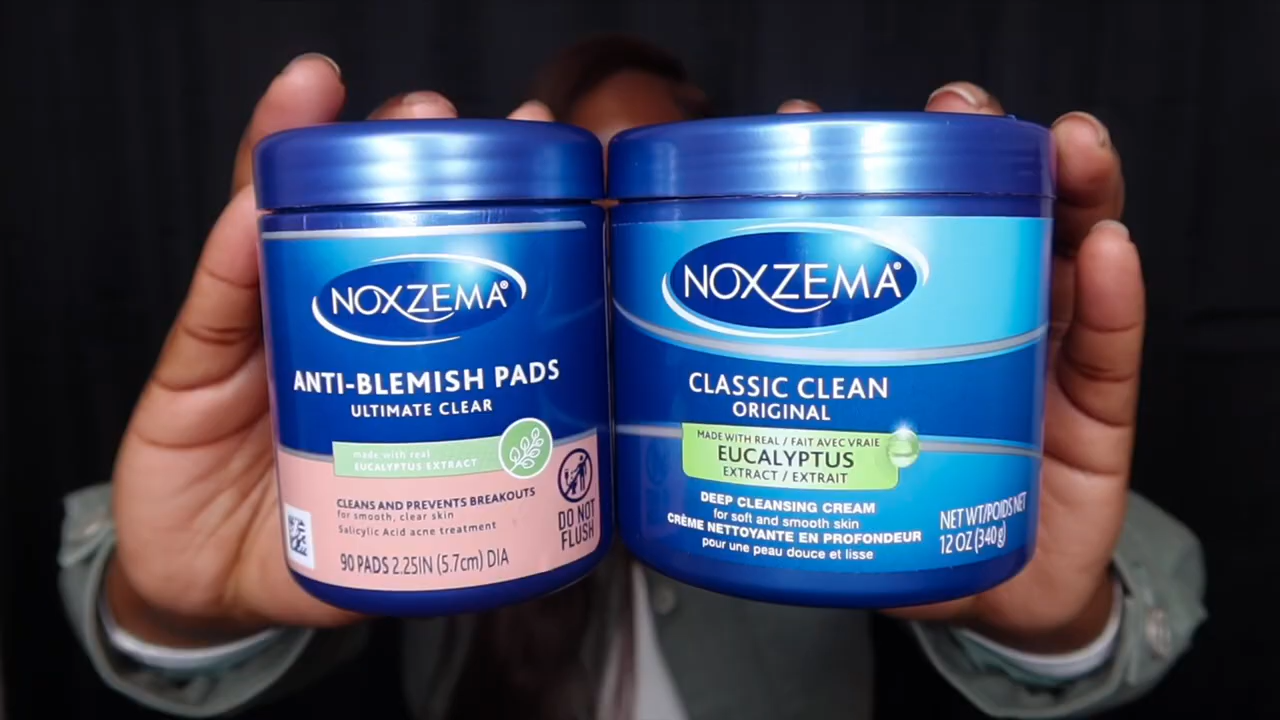 NOXZEMA®
ANTI-BLEMISH PADS
ULTIMATE CLEAR
made with real
EUCALYPTUS EXTRACT
CLEANS AND PREVENTS BREAKOUTS
for smooth, clear skin
Salicylic Acid acne treatment
90 PADS 2.25IN (5.7cm) DIA
DO NOT
FLUSH
NOXZEMA®
CLASSIC CLEAN
ORIGINAL
MADE WITH REAL / FAIT AVEC VRAIE
EUCALYPTUS
EXTRACT / EXTRAIT
DEEP CLEANSING CREAM
for soft and smooth skin
CRÈME NETTOYANTE EN PROFONDEUR
pour une peau douce et lisse
NET WT/POIDS NET
12 OZ (340g)